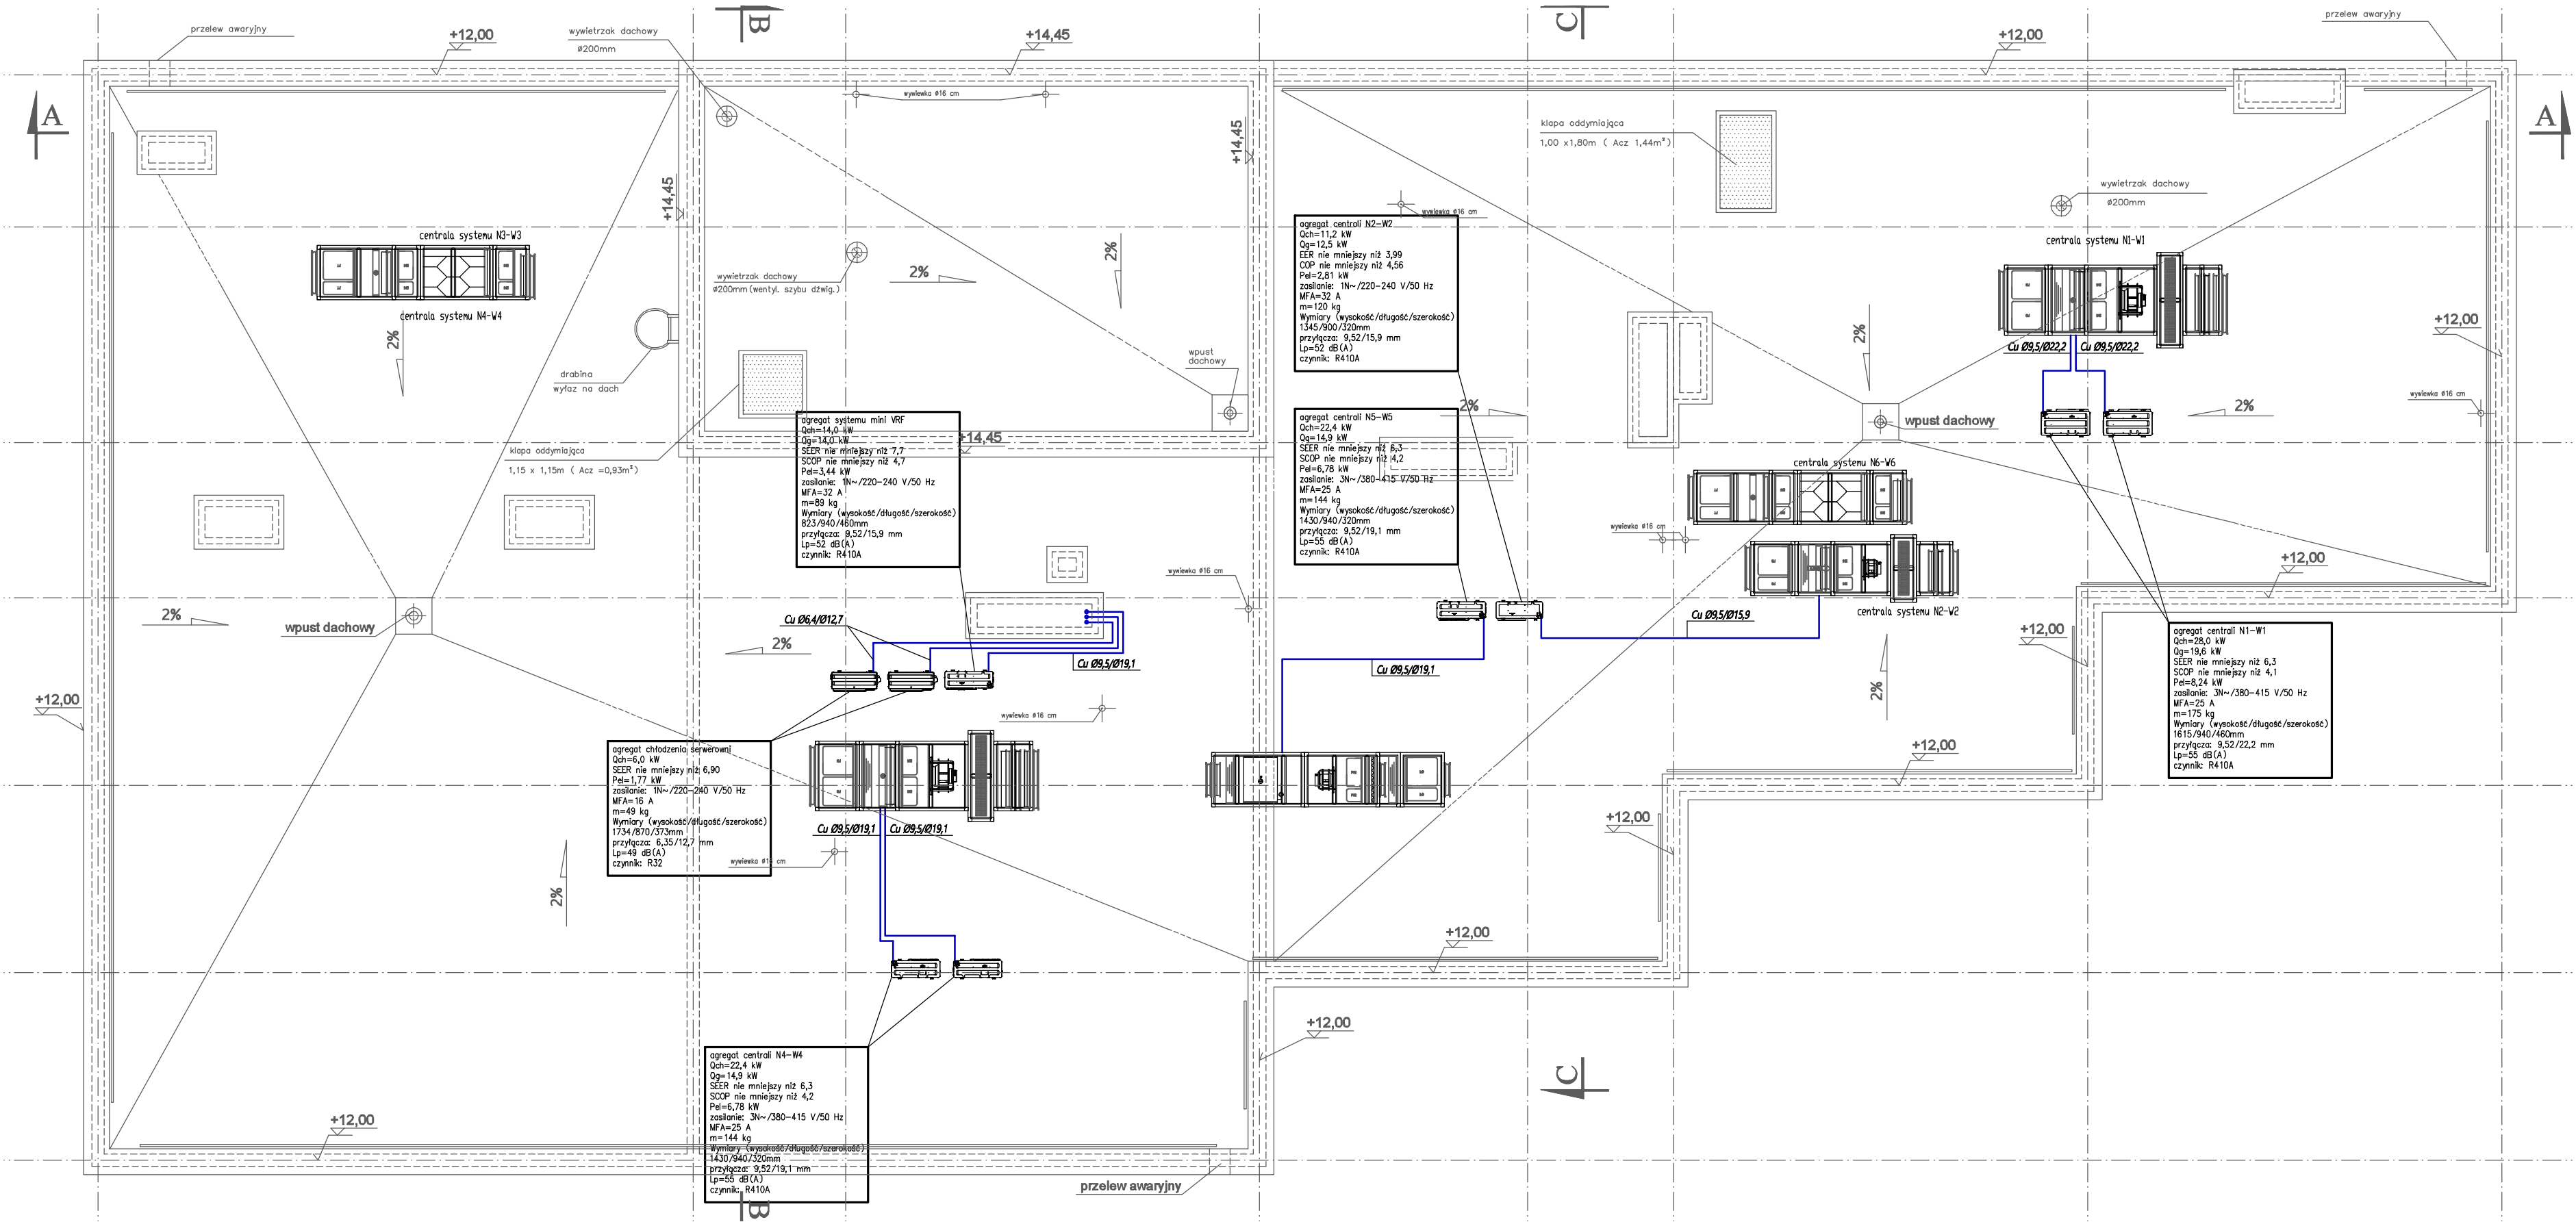 przelew awaryjny
+12,00
wywietrzak dachowy
ø200mm
B
+14,45
C
+12,00
przelew awaryjny
A
wywiewka ø16 cm
+14,45
+14,45
klapa oddymiająca
1,00 x1,80m ( Acz 1,44m²)
wywietrzak dachowy
ø200mm
A
centrala systemu N3-W3
centrala systemu N4-W4
2%
wywietrzak dachowy
ø200mm(wentyl. szybu dźwig.)
2%
2%
wywiewka ø16 cm
agregat centrali N2-W2
Qch=11,2 kW
Qg=12,5 kW
EER nie mniejszy niż 3,99
COP nie mniejszy niż 4,56
Pel=2,81 kW
zasilanie: 1N~/220-240 V/50 Hz
MFA=32 A
m=120 kg
Wymiary (wysokość/długość/szerokość)
1345/900/320mm
przyłącza: 9,52/15,9 mm
Lp=52 dB(A)
czynnik: R410A
centrala systemu N1-W1
Cu Ø9,5/Ø22,2
Cu Ø9,5/Ø22,2
+12,00
2%
drabina
wyłaz na dach
wpust
dachowy
wpust dachowy
2%
wywiewka ø16 cm
klapa oddymiająca
1,15 x 1,15m ( Acz =0,93m²)
agregat systemu mini VRF
Qch=14,0 kW
Qg=14,0 kW
SEER nie mniejszy niż 7,7
SCOP nie mniejszy niż 4,7
Pel=3,44 kW
zasilanie: 1N~/220-240 V/50 Hz
MFA=32 A
m=89 kg
Wymiary (wysokość/długość/szerokość)
823/940/460mm
przyłącza: 9,52/15,9 mm
Lp=52 dB(A)
czynnik: R410A
+14,45
agregat centrali N5-W5
Qch=22,4 kW
Qg=14,9 kW
SEER nie mniejszy niż 6,3
SCOP nie mniejszy niż 4,2
Pel=6,78 kW
zasilanie: 3N~/380-415 V/50 Hz
MFA=25 A
m=144 kg
Wymiary (wysokość/długość/szerokość)
1430/940/320mm
przyłącza: 9,52/19,1 mm
Lp=55 dB(A)
czynnik: R410A
2%
centrala systemu N6-W6
wywiewka ø16 cm
centrala systemu N2-W2
+12,00
wywiewka ø16 cm
2%
wpust dachowy
Cu Ø6,4/Ø12,7
2%
Cu Ø9,5/Ø19,1
Cu Ø9,5/Ø19,1
Cu Ø9,5/Ø15,9
+12,00
2%
agregat centrali N1-W1
Qch=28,0 kW
Qg=19,6 kW
SEER nie mniejszy niż 6,3
SCOP nie mniejszy niż 4,1
Pel=8,24 kW
zasilanie: 3N~/380-415 V/50 Hz
MFA=25 A
m=175 kg
Wymiary (wysokość/długość/szerokość)
1615/940/460mm
przyłącza: 9,52/22,2 mm
Lp=55 dB(A)
czynnik: R410A
+12,00
wywiewka ø16 cm
agregat chłodzenia serwerowni
Qch=6,0 kW
SEER nie mniejszy niż 6,90
Pel=1,77 kW
zasilanie: 1N~/220-240 V/50 Hz
MFA=16 A
m=49 kg
Wymiary (wysokość/długość/szerokość)
1734/870/373mm
przyłącza: 6,35/12,7 mm
Lp=49 dB(A)
czynnik: R32
Cu Ø9,5/Ø19,1
Cu Ø9,5/Ø19,1
wywiewka ø16 cm
+12,00
+12,00
2%
+12,00
+12,00
agregat centrali N4-W4
Qch=22,4 kW
Qg=14,9 kW
SEER nie mniejszy niż 6,3
SCOP nie mniejszy niż 4,2
Pel=6,78 kW
zasilanie: 3N~/380-415 V/50 Hz
MFA=25 A
m=144 kg
Wymiary (wysokość/długość/szerokość)
1430/940/320mm
przyłącza: 9,52/19,1 mm
Lp=55 dB(A)
czynnik: R410A
C
+12,00
przelew awaryjny
B